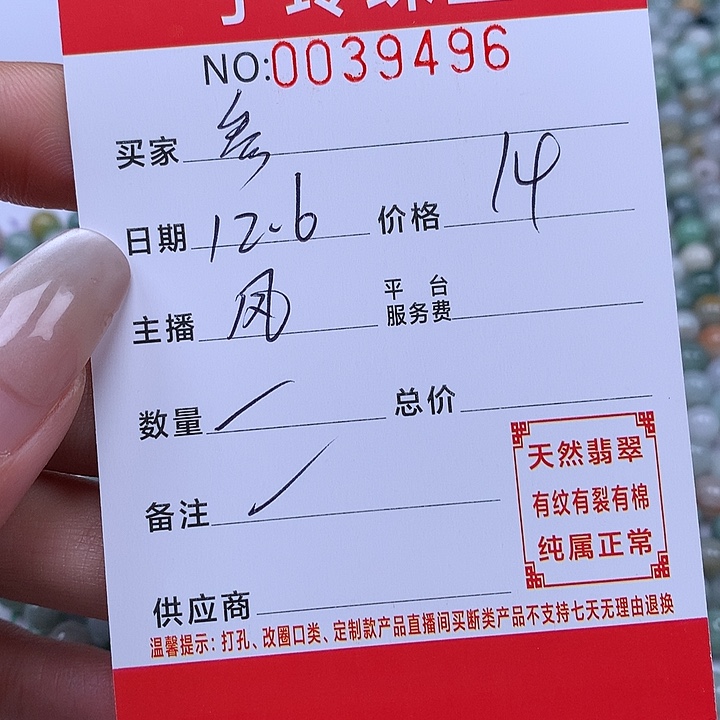 NO:0039496
买家 叁
日期 12-6 价格 14
主播 凤 平台服务费
数量 总价
备注 ✓
天然翡翠
有纹有裂有棉
纯属正常
供应商
温馨提示：打孔、改圈口类、定制款产品直播间买断类产品不支持七天无理由退换